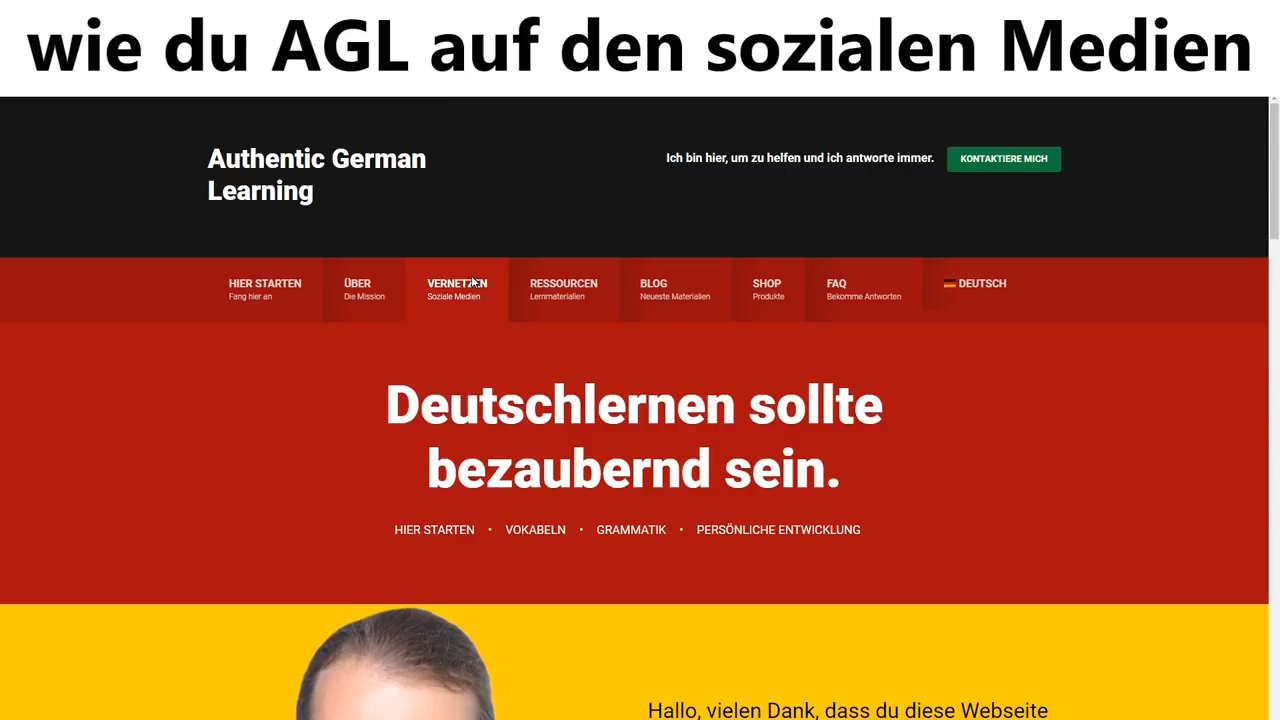 wie du AGL auf den sozialen Medien
Authentic German
Learning
Ich bin hier, um zu helfen und ich antworte immer.
KONTAKTIERE MICH
HIER STARTEN
Fang hier an
ÜBER
Die Mission
VERNETZEN
Soziale Medien
RESSOURCEN
Lernmaterialien
BLOG
Neueste Materialien
SHOP
Produkte
FAQ
Bekomme Antworten
DEUTSCH
Deutschlernen sollte
bezaubernd sein.
HIER STARTEN • VOKABELN • GRAMMATIK • PERSÖNLICHE ENTWICKLUNG
Hallo, vielen Dank, dass du diese Webseite